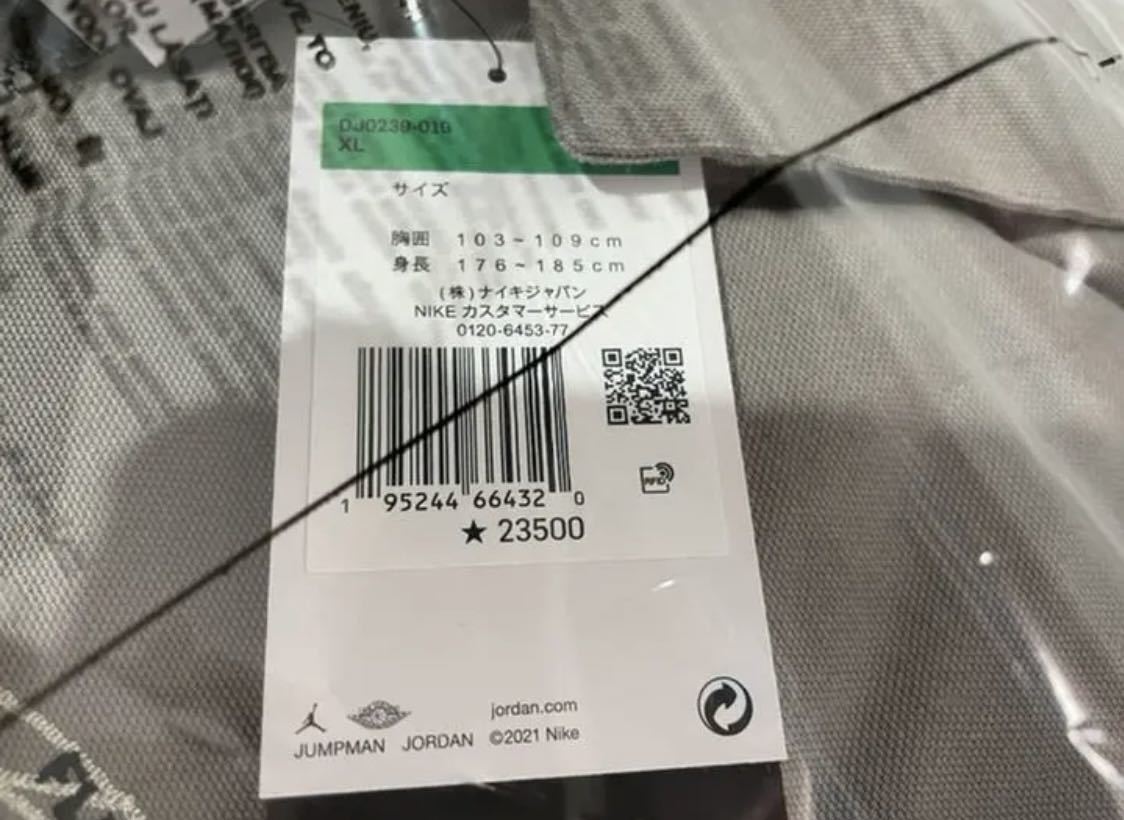 DJ0239-019
XL
サイズ
胸囲 103~109cm
身長 176~185cm
(株)ナイキジャパン
NIKE カスタマーサービス
0120-6453-77
1 95244 66432 0
★ 23500
RFID
jordan.com
JUMPMAN JORDAN ©2021 Nike